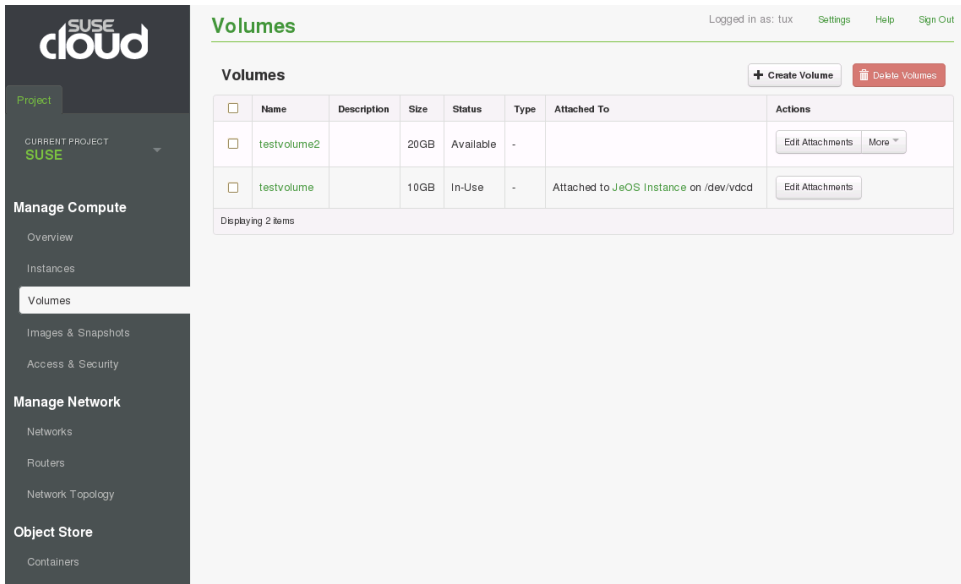 SUSE
cloud
Project
CURRENT PROJECT
SUSE
Manage Compute
Overview
Instances
Volumes
Images & Snapshots
Access & Security
Manage Network
Networks
Routers
Network Topology
Object Store
Containers
Volumes
Logged in as: tux Settings Help Sign Out
Volumes
Create Volume Delete Volumes
Name Description Size Status Type Attached To Actions
testvolume2 20GB Available - Edit Attachments More
testvolume 10GB In-Use - Attached to JeOS Instance on /dev/vdcd Edit Attachments
Displaying 2 items